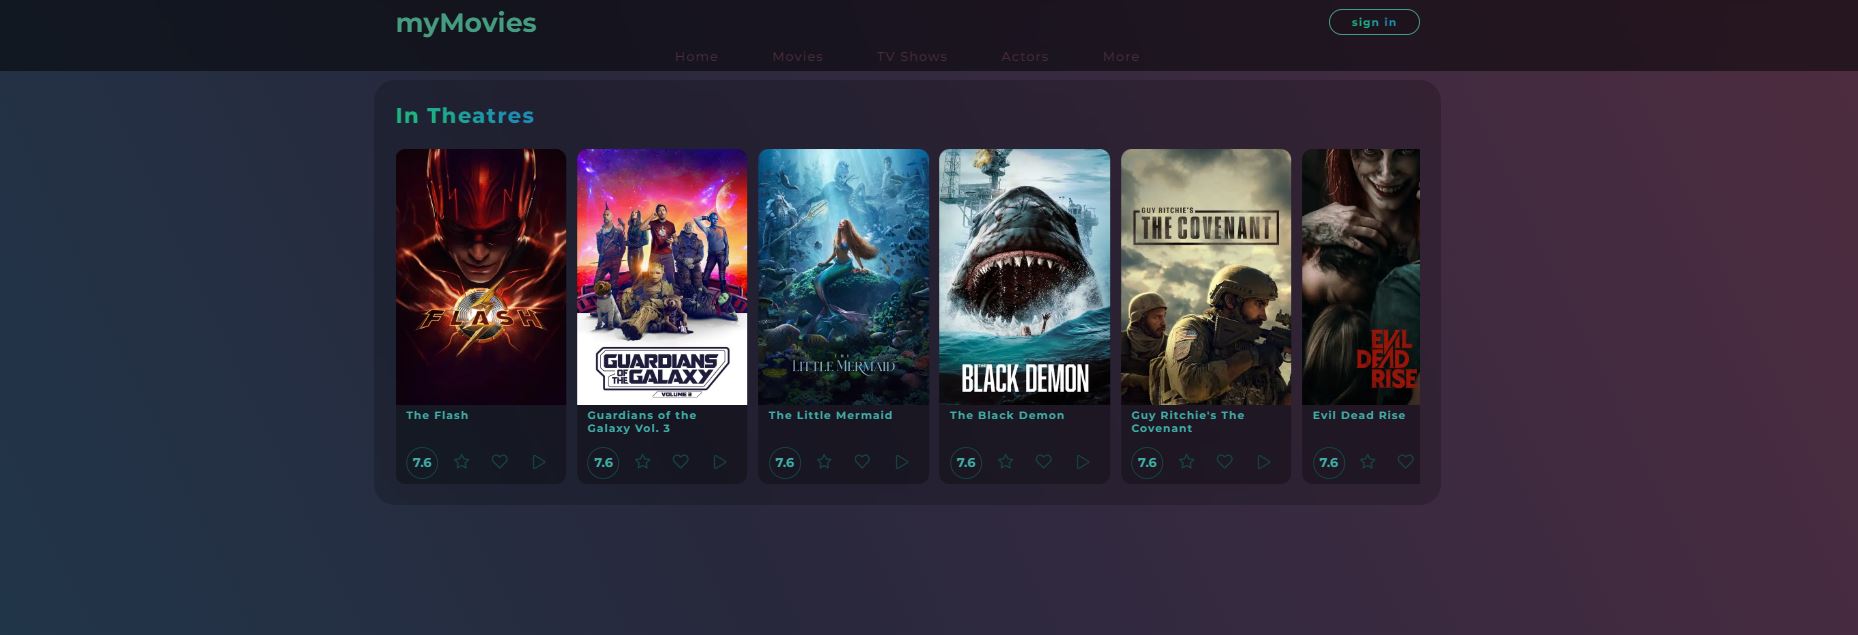 myMovies
sign in
Home Movies TV Shows Actors More
In Theatres
FLASH
GUARDIANS
OF THE GALAXY
VOLUME 3
THE
LITTLE MERMAID
BLACK DEMON
GUY RITCHIE'S
THE COVENANT
EVIL
DEAD
RISE
The Flash
Guardians of the
Galaxy Vol. 3
The Little Mermaid
The Black Demon
Guy Ritchie's The
Covenant
Evil Dead Rise
7.6
7.6
7.6
7.6
7.6
7.6